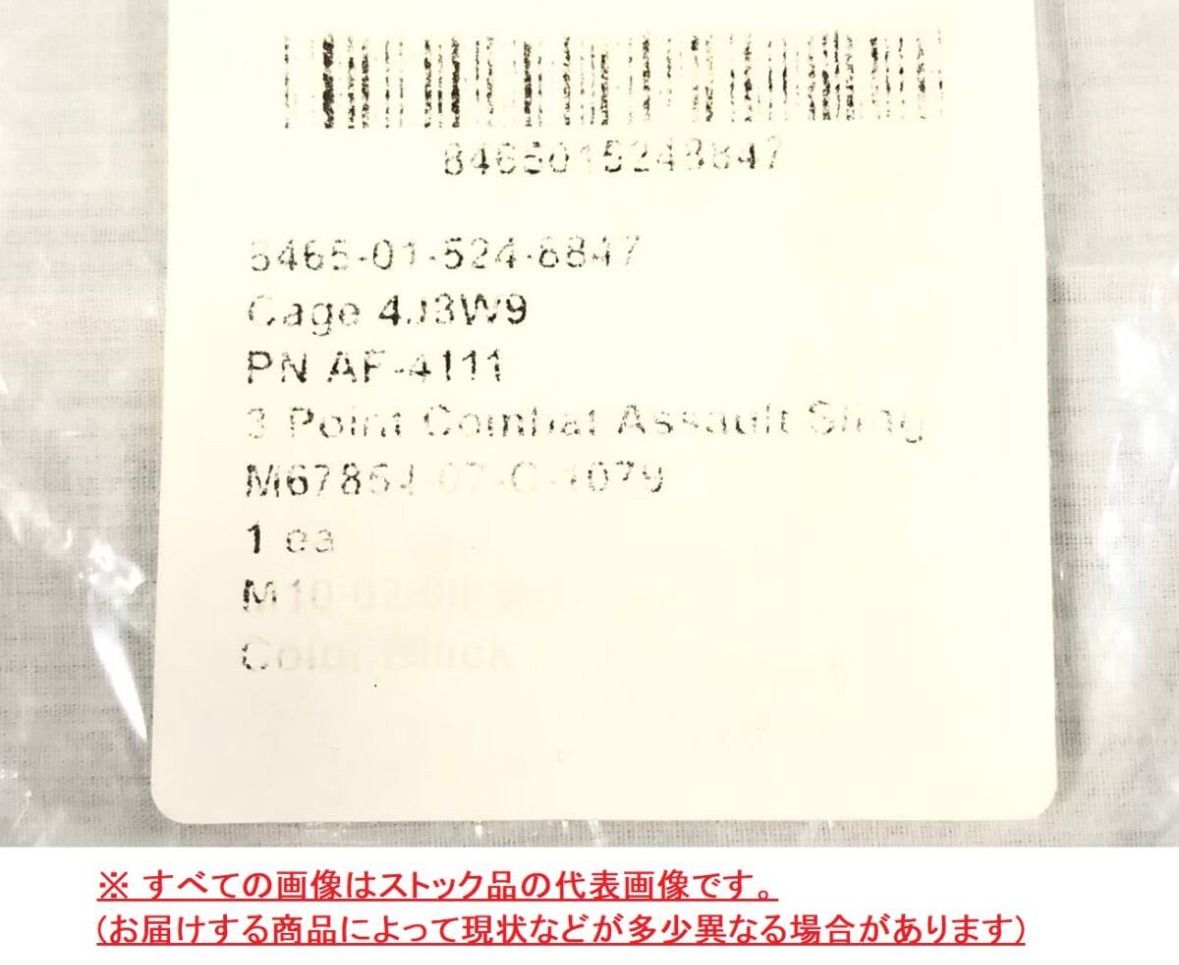 8465015248847
8465-01-524-8847
Cage 4J3W9
PN AF-4111
3 Point Combat Assault Sling
M67854-07-C-1079
1 ea
Color Black
※ すべての画像はストック品の代表画像です。
(お届けする商品によって現状などが多少異なる場合があります)